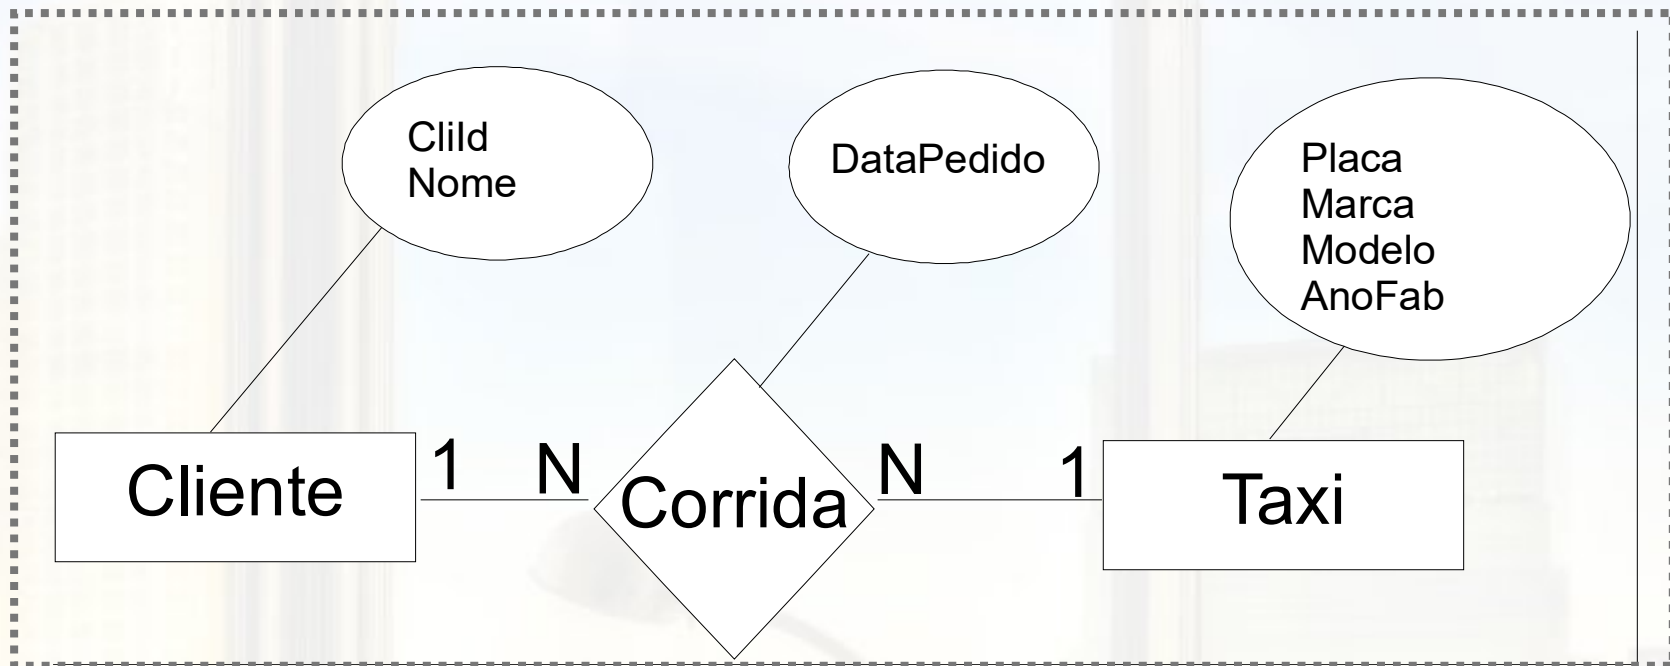 CliId
Nome
DataPedido
Placa
Marca
Modelo
AnoFab
Cliente
1 N
Corrida
N 1
Taxi